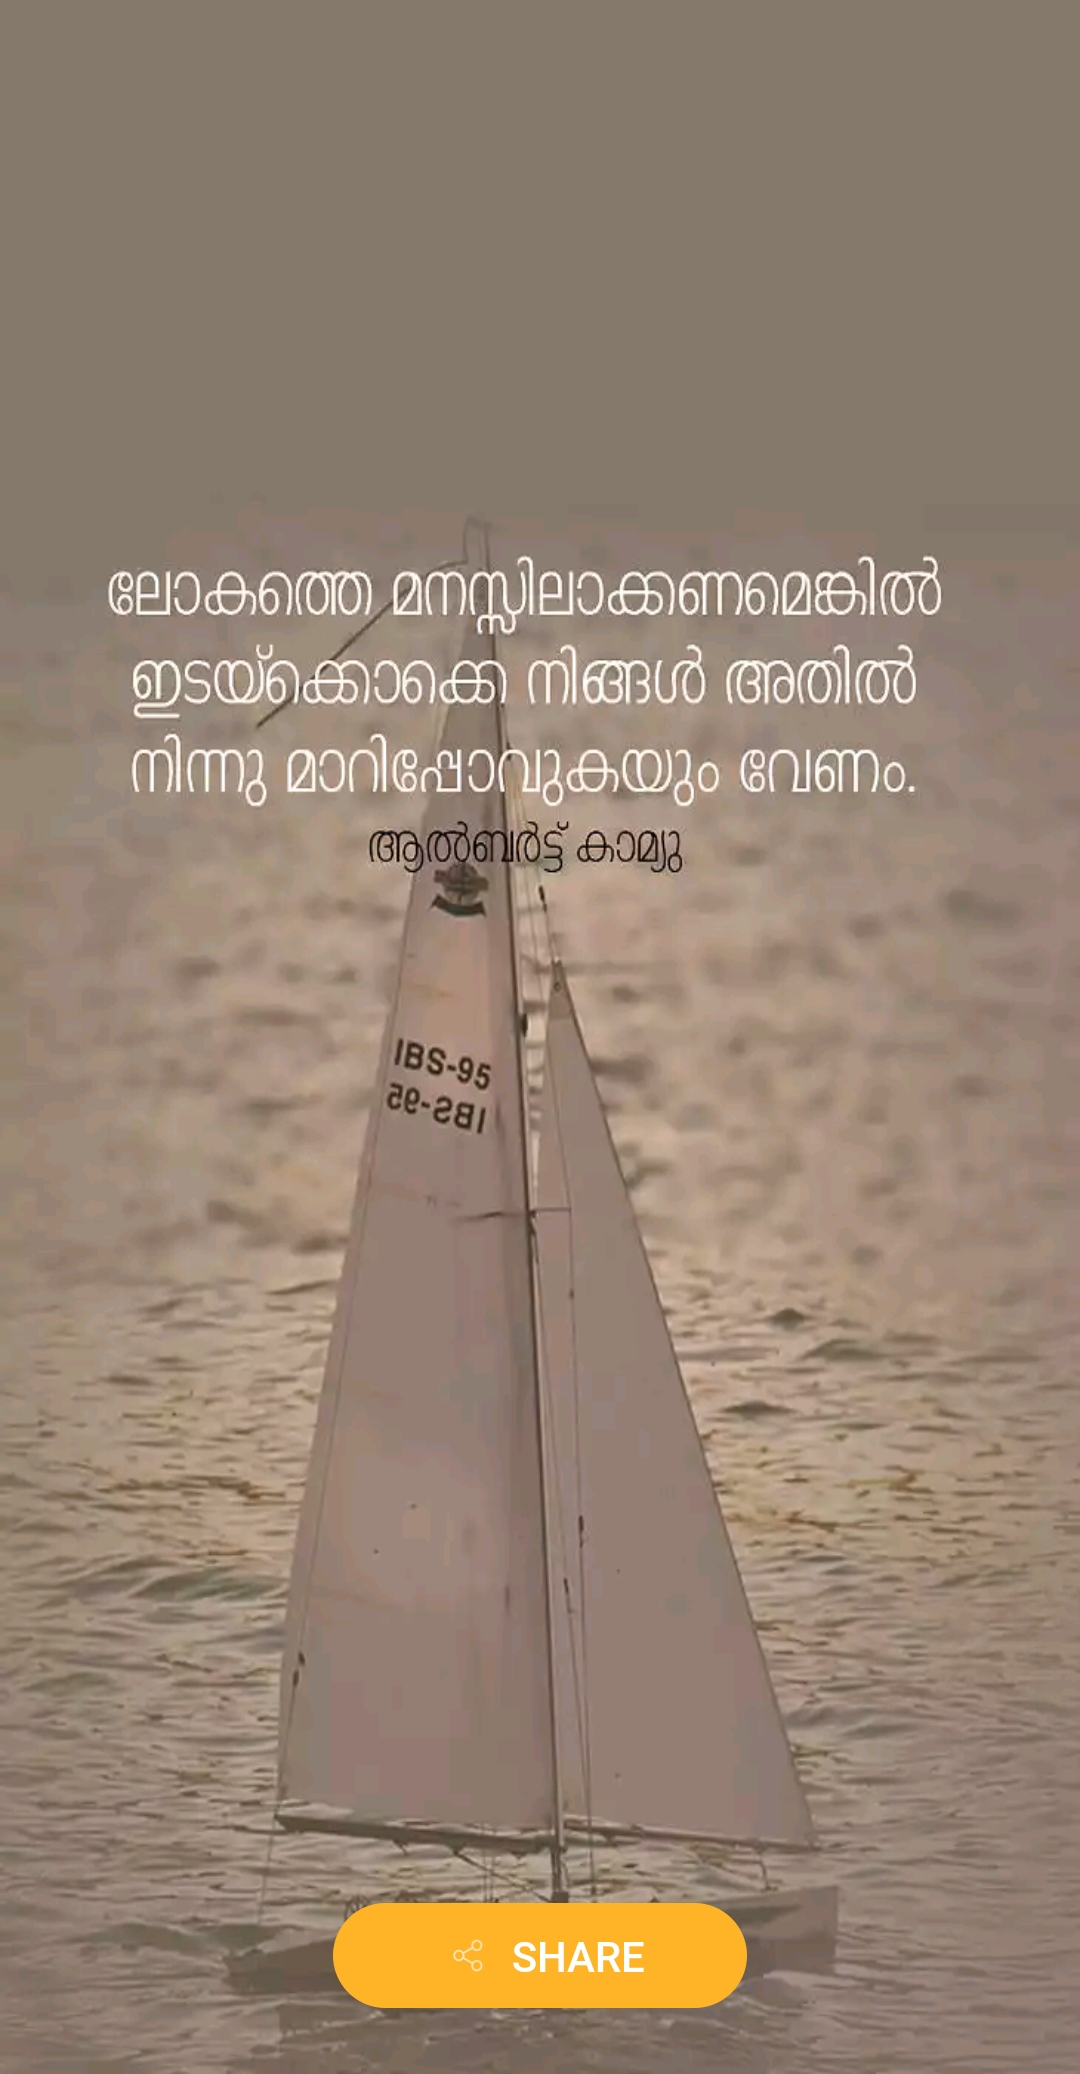 ലോകത്തെ മനസ്സിലാക്കണമെങ്കിൽ
ഇടയ്ക്കൊക്കെ നിങ്ങൾ അതിൽ
നിന്നു മാറിപ്പോവുകയും വേണം.
ആൽബർട്ട് കാമ്യു
IBS-95
IBS-95
SHARE